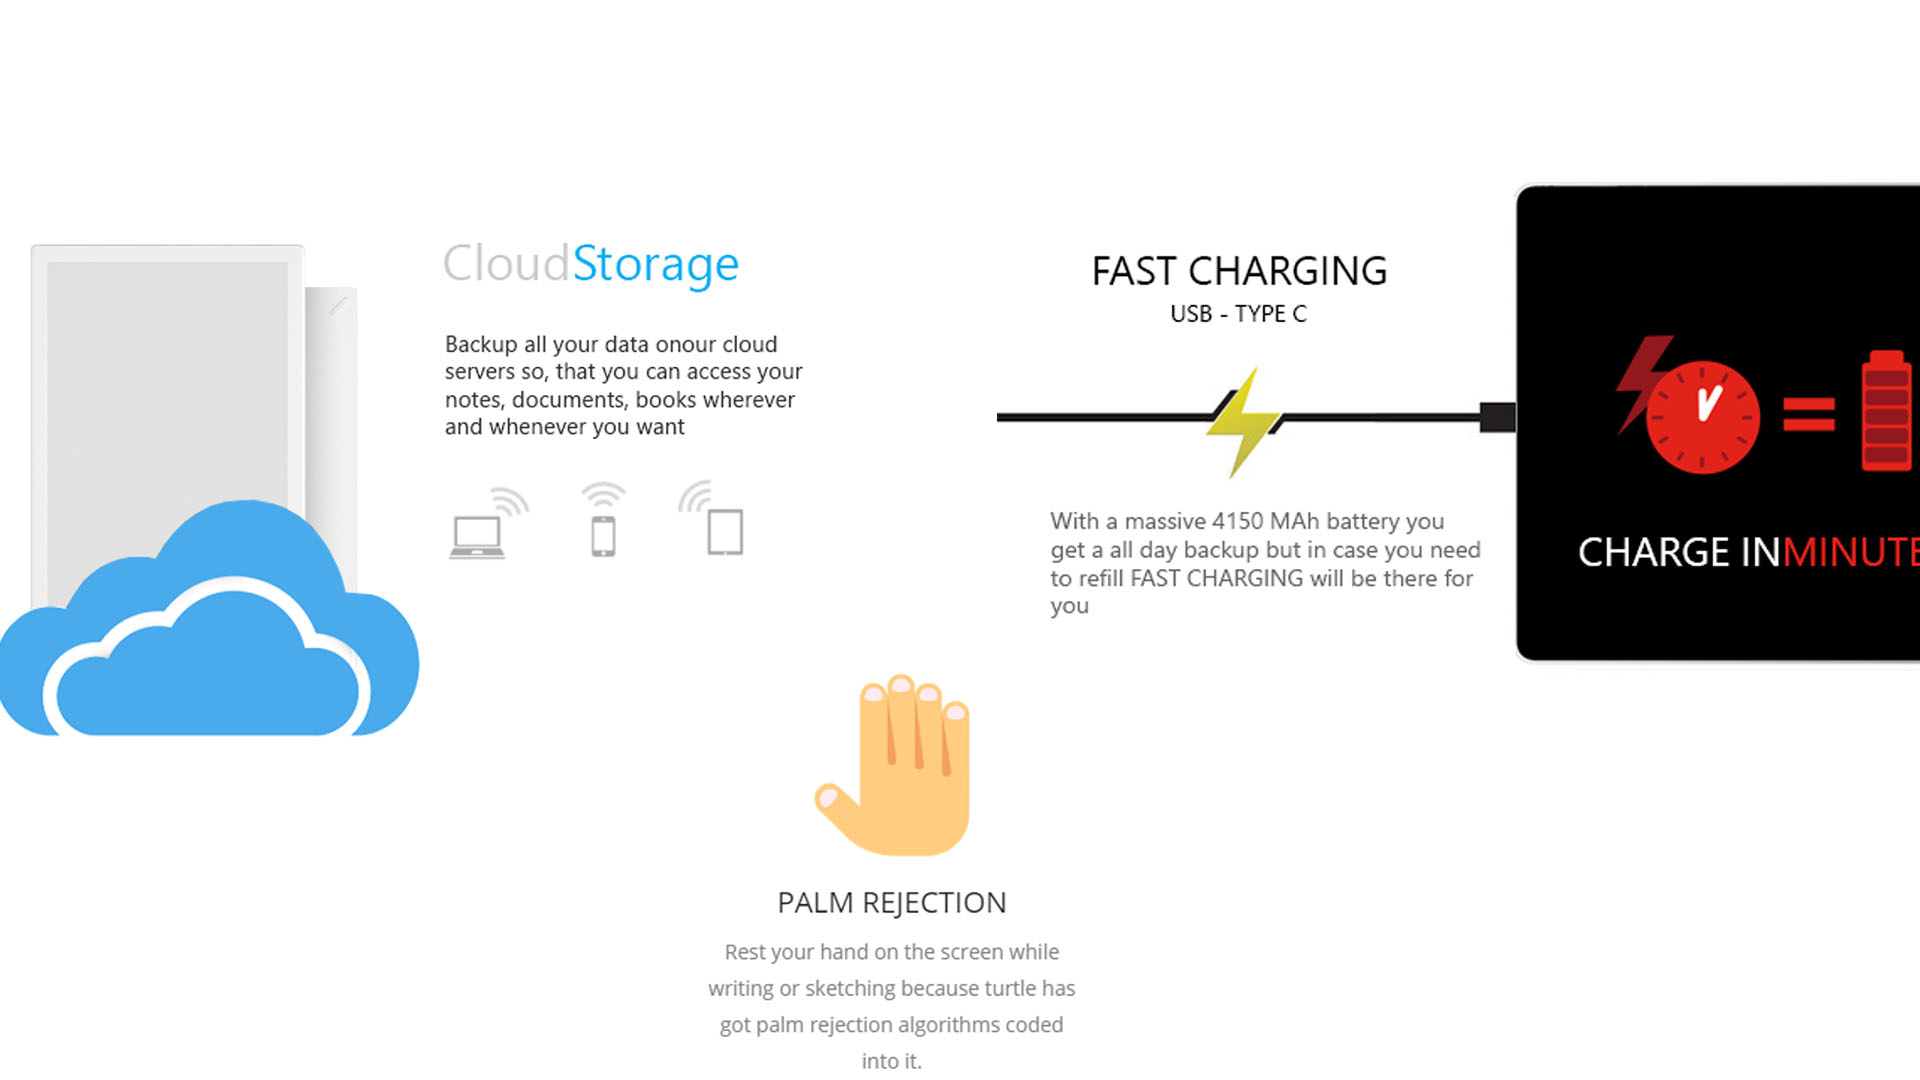 CloudStorage
Backup all your data onour cloud
servers so, that you can access your
notes, documents, books wherever
and whenever you want
FAST CHARGING
USB - TYPE C
With a massive 4150 MAh battery you
get a all day backup but in case you need
to refill FAST CHARGING will be there for
you
CHARGE INMINUTE
PALM REJECTION
Rest your hand on the screen while
writing or sketching because turtle has
got palm rejection algorithms coded
into it.